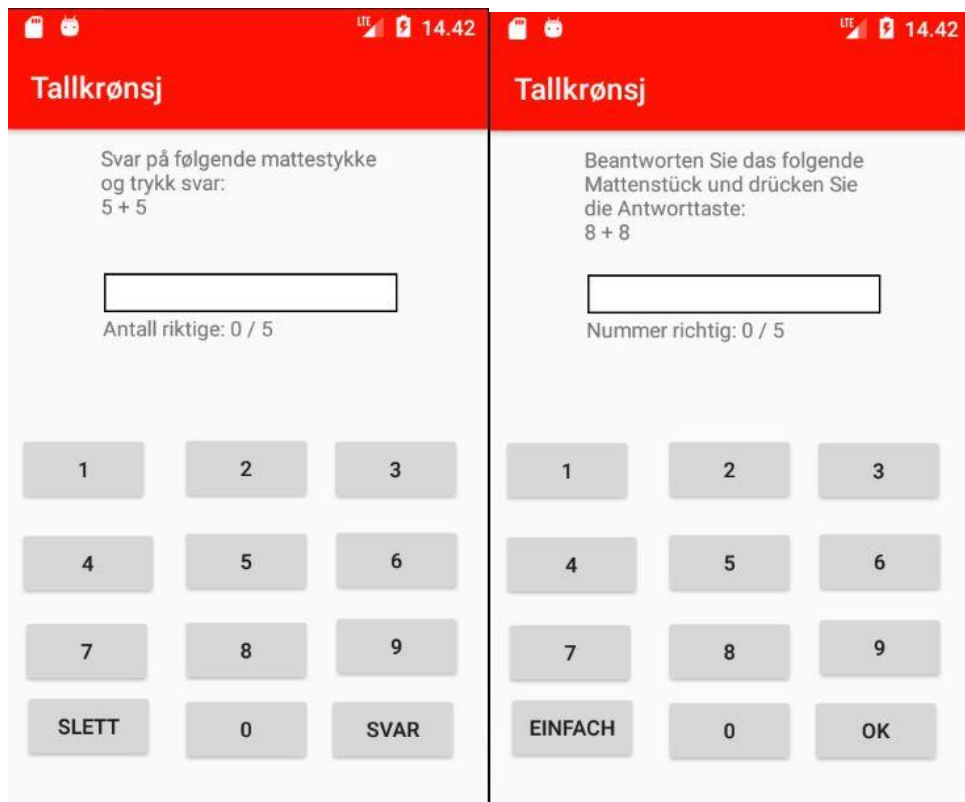 LTE 14.42
Tallkrønsj
Svar på følgende mattestykke
og trykk svar:
5 + 5
Antall riktige: 0 / 5
1 2 3
4 5 6
7 8 9
SLETT 0 SVAR
LTE 14.42
Tallkrønsj
Beantworten Sie das folgende
Mattenstück und drücken Sie
die Antworttaste:
8 + 8
Nummer richtig: 0 / 5
1 2 3
4 5 6
7 8 9
EINFACH 0 OK